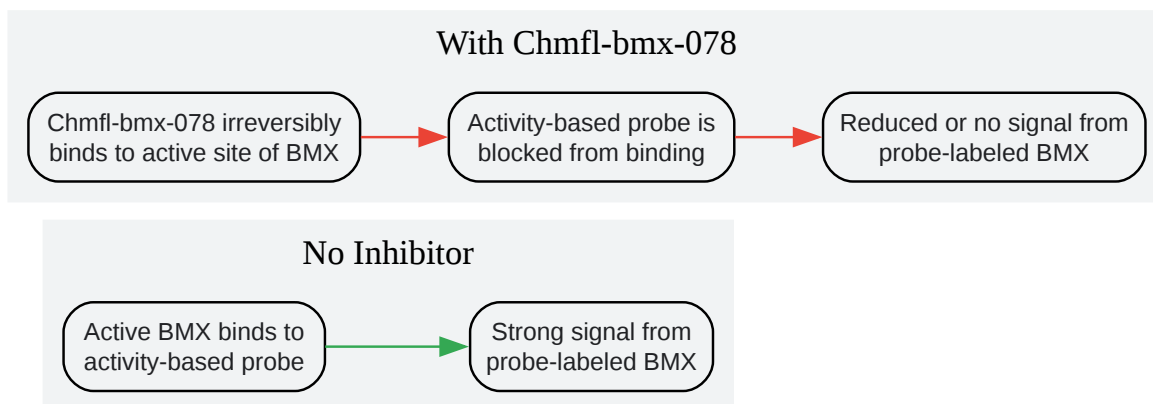 With Chmfl-bmx-078
Chmfl-bmx-078 irreversibly
binds to active site of BMX
Activity-based probe is
blocked from binding
Reduced or no signal from
probe-labeled BMX
No Inhibitor
Active BMX binds to
activity-based probe
Strong signal from
probe-labeled BMX